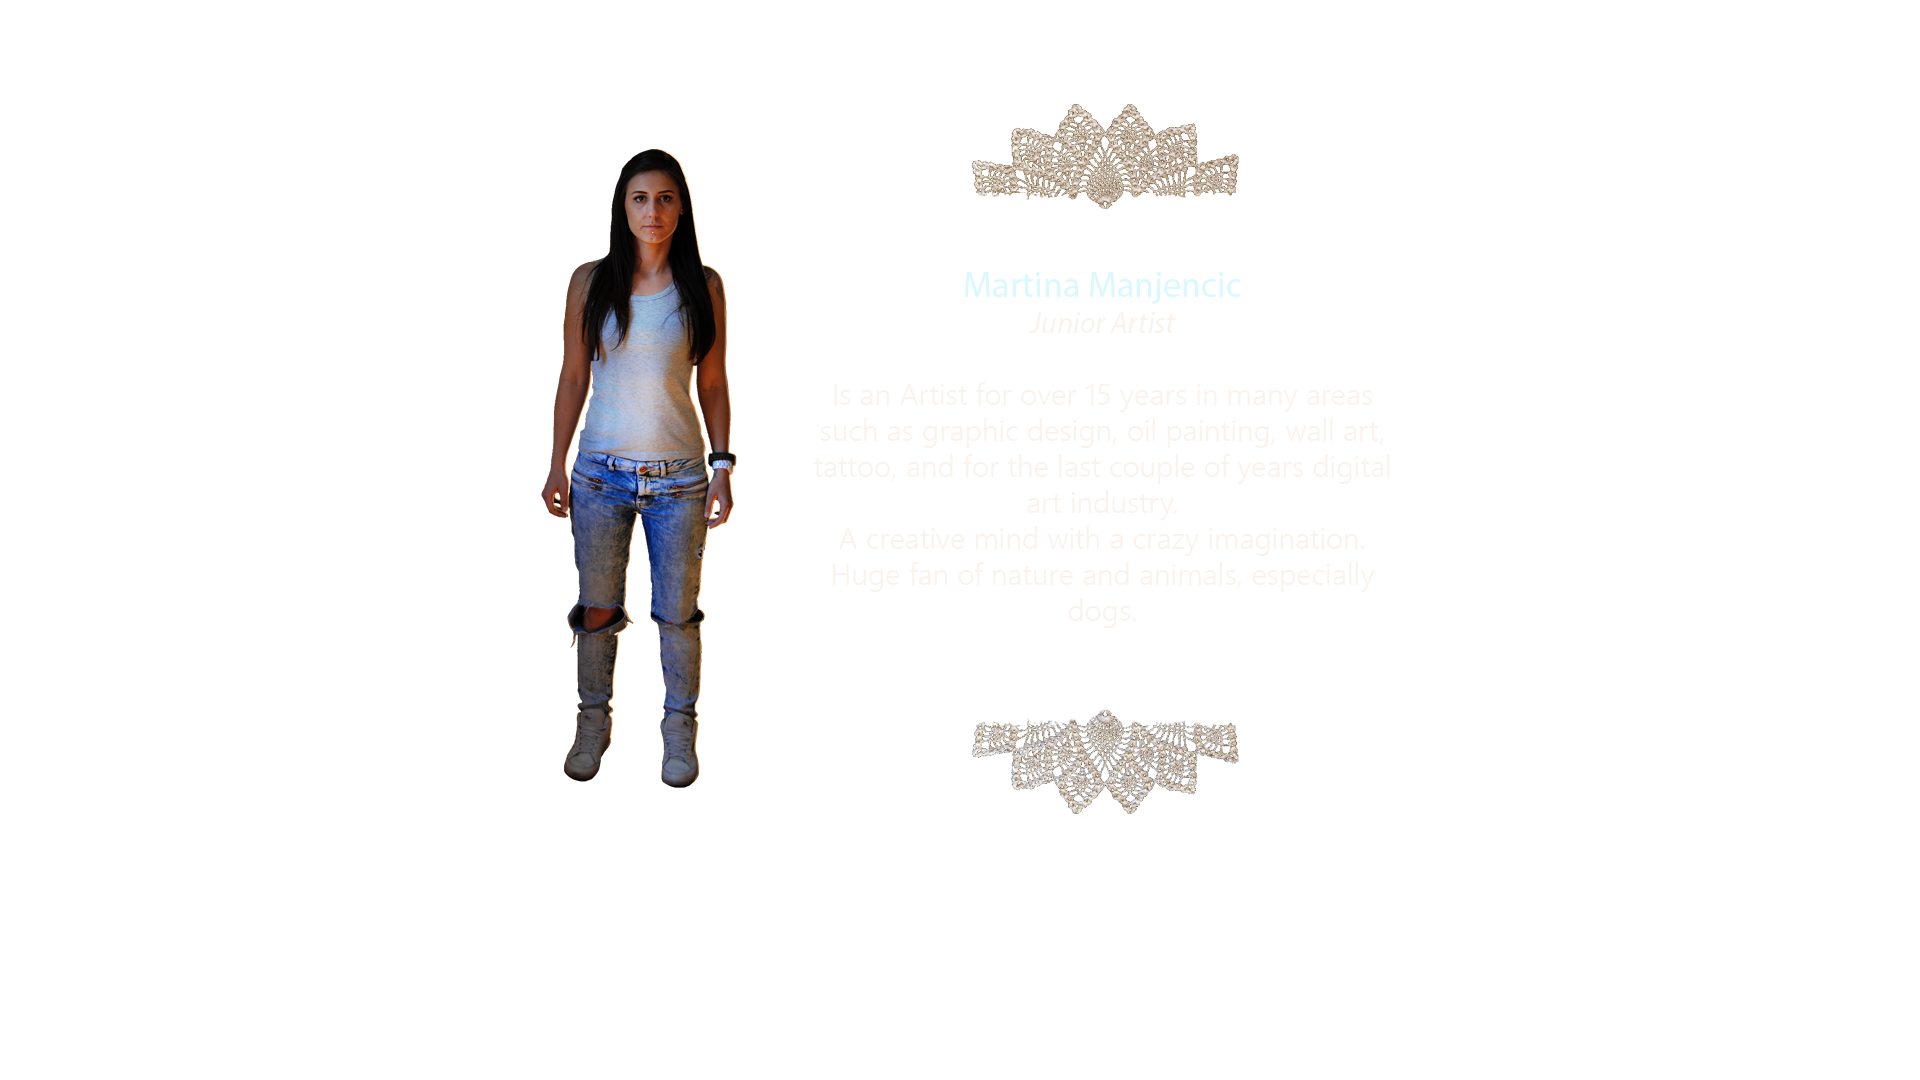 Martina Manjencic
Junior Artist
Is an Artist for over 15 years in many areas
such as graphic design, oil painting, wall art,
tattoo, and for the last couple of years digital
art industry.
A creative mind with a crazy imagination.
Huge fan of nature and animals, especially
dogs.